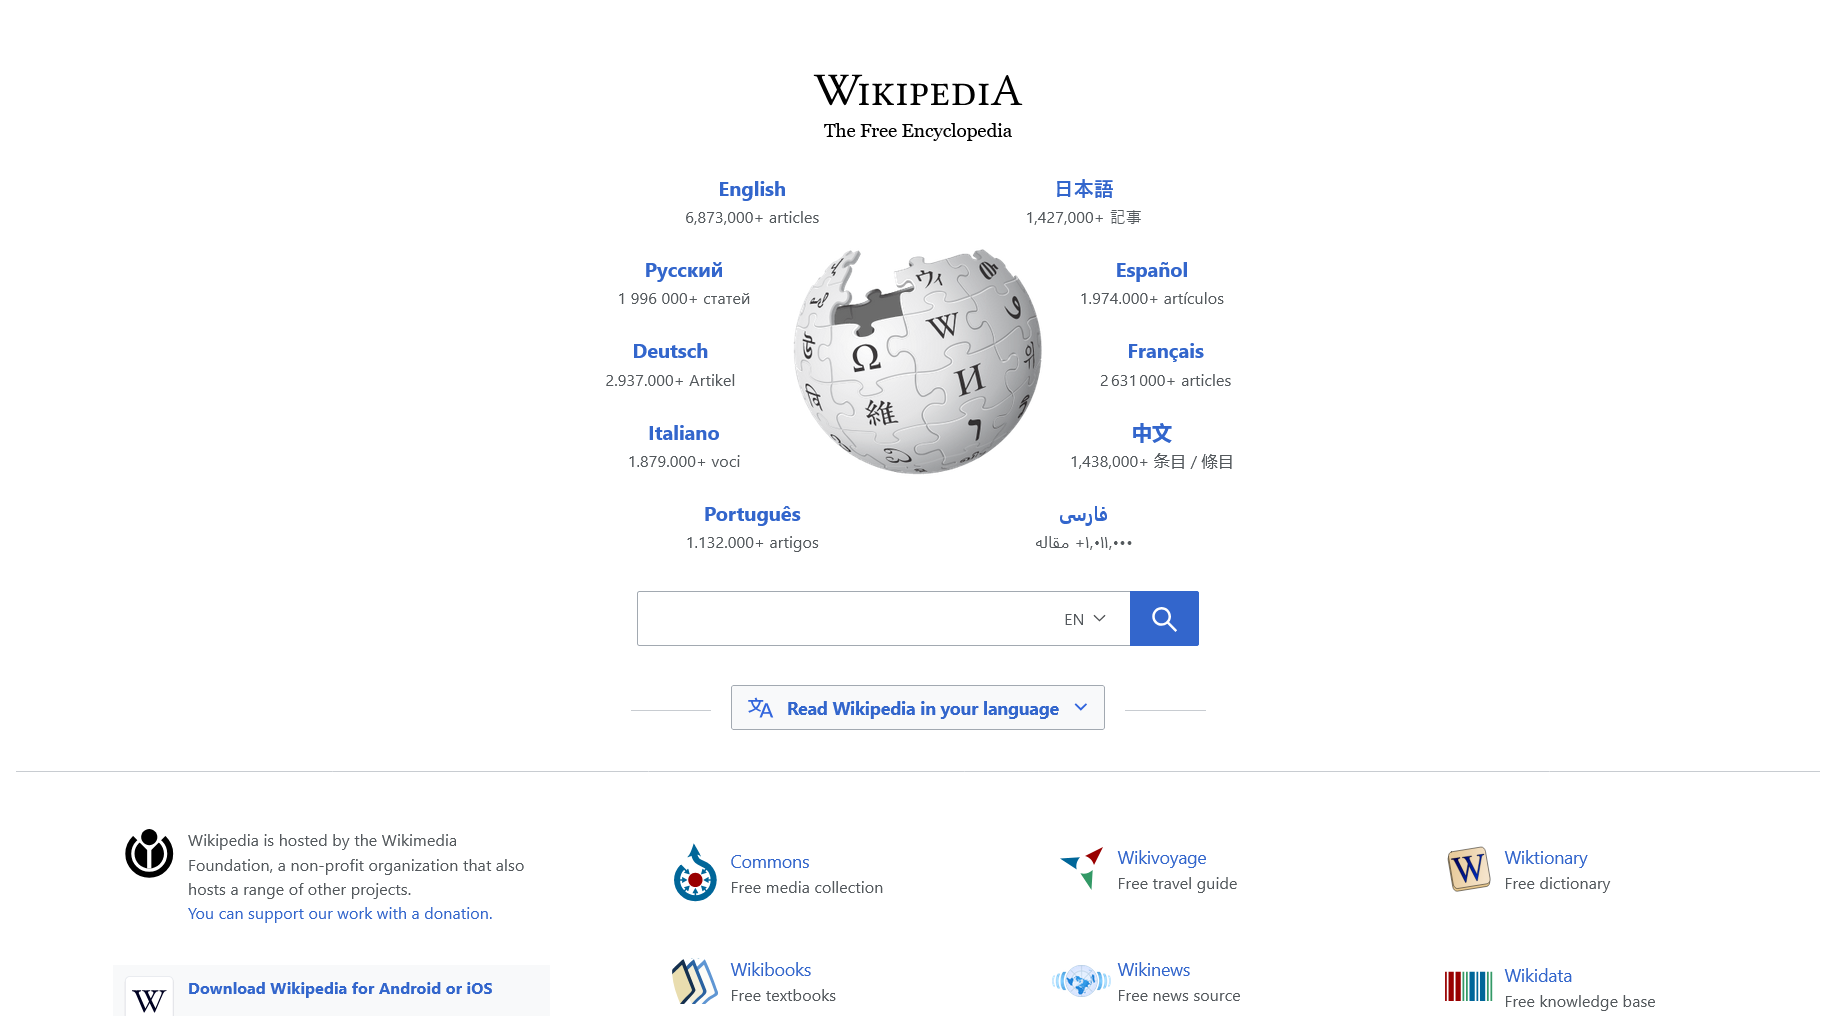 WIKIPEDIA
The Free Encyclopedia
English
6,873,000+ articles
日本語
1,427,000+ 記事
Русский
1 996 000+ статей
Español
1.974.000+ artículos
Deutsch
2.937.000+ Artikel
Français
2 631 000+ articles
Italiano
1.879.000+ voci
中文
1,438,000+ 条目 / 條目
Português
1.132.000+ artigos
فارسی
۱٬۰۱۱٬۰۰۰+ مقاله
Ω
W
И
維
EN
Read Wikipedia in your language
Wikipedia is hosted by the Wikimedia
Foundation, a non-profit organization that also
hosts a range of other projects.
You can support our work with a donation.
W
Download Wikipedia for Android or iOS
Commons
Free media collection
Wikivoyage
Free travel guide
W
Wiktionary
Free dictionary
Wikibooks
Free textbooks
Wikinews
Free news source
Wikidata
Free knowledge base